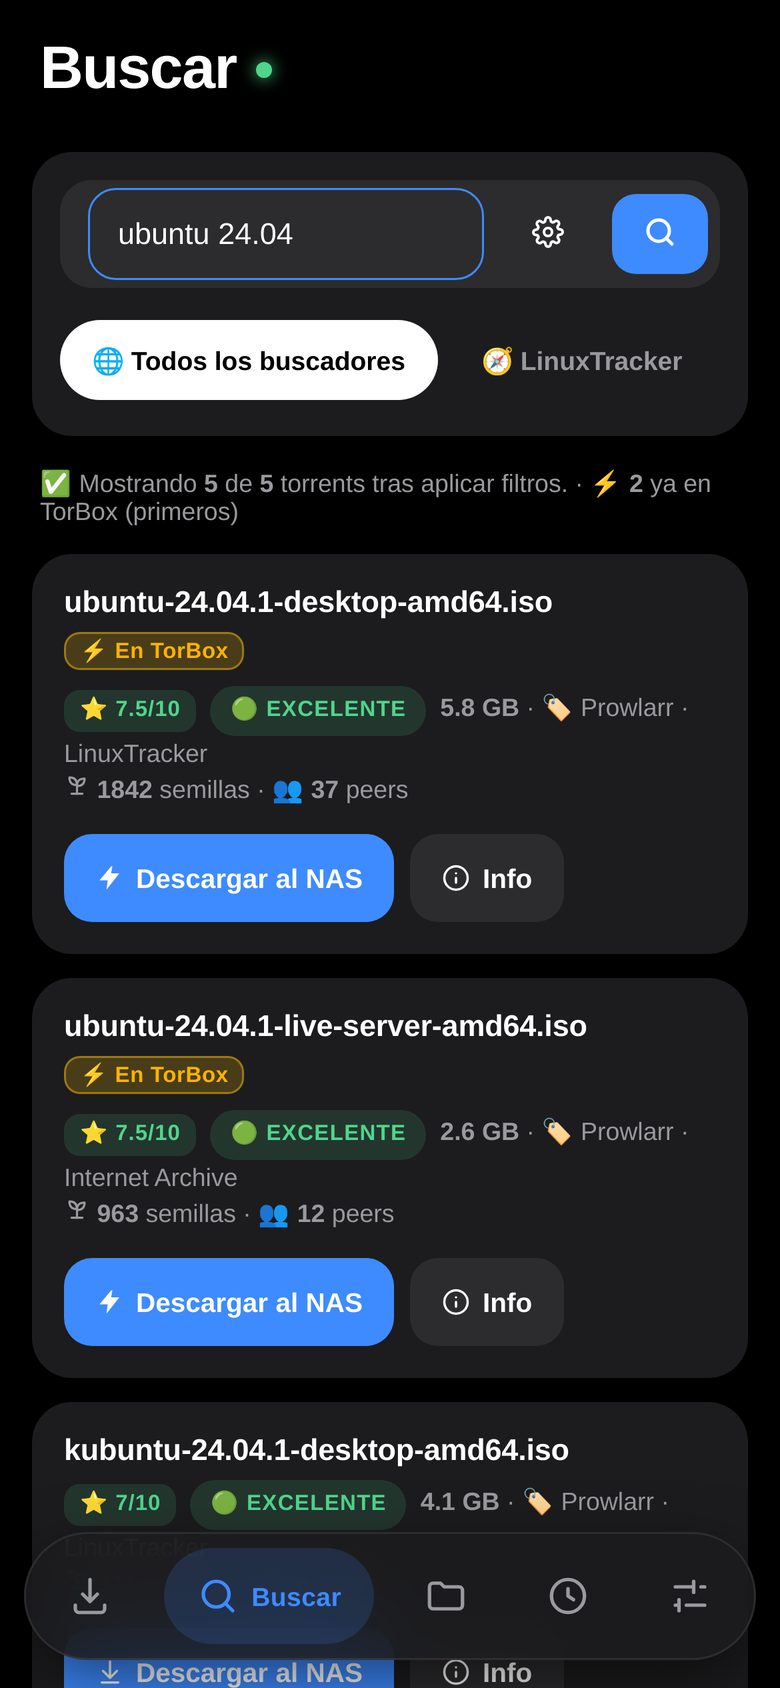 Buscar
ubuntu 24.04
🌐 Todos los buscadores
🧭 LinuxTracker
✅ Mostrando 5 de 5 torrents tras aplicar filtros. · ⚡ 2 ya en
TorBox (primeros)
ubuntu-24.04.1-desktop-amd64.iso
⚡ En TorBox
⭐ 7.5/10 🟢 EXCELENTE 5.8 GB · 🏷️ Prowlarr ·
LinuxTracker
1842 semillas · 👥 37 peers
Descargar al NAS
Info
ubuntu-24.04.1-live-server-amd64.iso
⚡ En TorBox
⭐ 7.5/10 🟢 EXCELENTE 2.6 GB · 🏷️ Prowlarr ·
Internet Archive
963 semillas · 👥 12 peers
Descargar al NAS
Info
kubuntu-24.04.1-desktop-amd64.iso
⭐ 7/10 🟢 EXCELENTE 4.1 GB · 🏷️ Prowlarr ·
LinuxTracker
Buscar
Descargar al NAS
Info